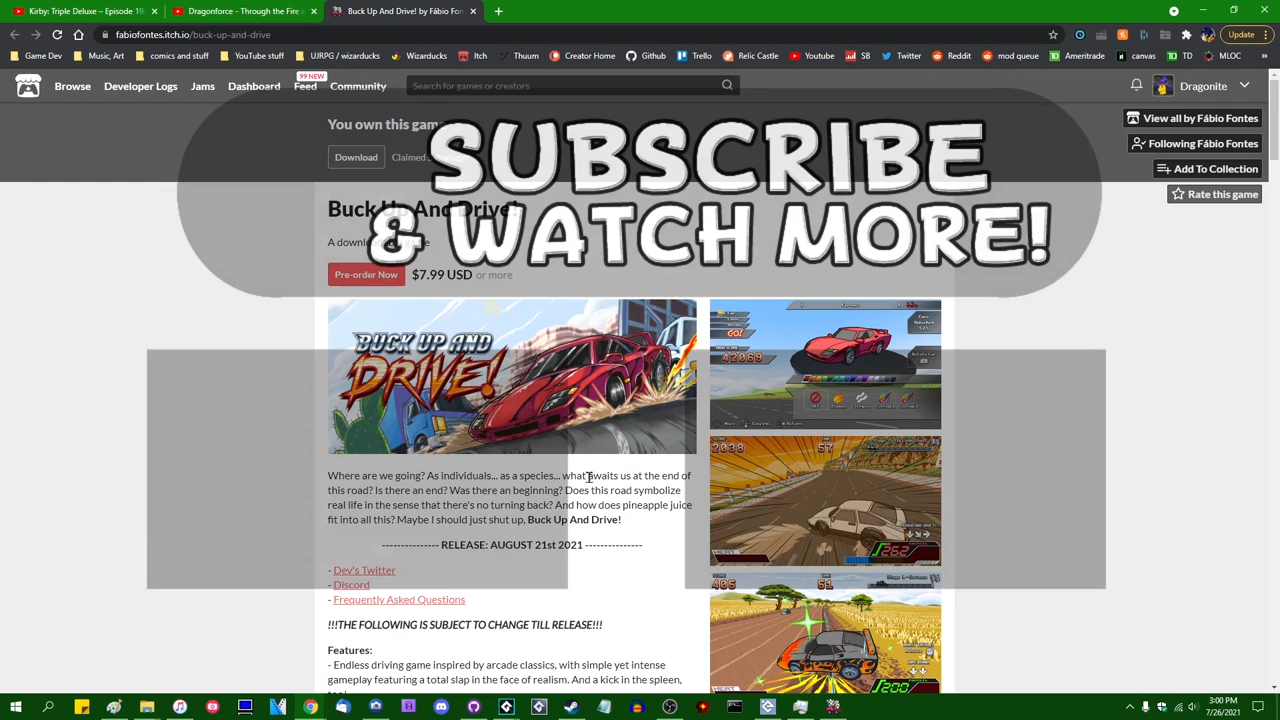 Kirby: Triple Deluxe - Episode 19
Dragonforce - Through the Fire
Buck Up And Drive! by Fábio Fon
fabiofontes.itch.io/buck-up-and-drive
Update
Game Dev
Music, Art
comics and stuff
UJRPG / Wizarducks
Wizarducks
Itch
Thuum
Creator Home
Github
Trello
Relic Castle
Youtube
SB
Twitter
Reddit
mod queue
Ameritrade
canvas
DT
MLOC
99 NEW
Browse
Developer Logs
Jams
Dashboard
Feed
Community
Search for games or creators
Dragonite
You own this game
View all by Fábio Fontes
Download
Claimed
Following Fábio Fontes
Add To Collection
Rate this game
SUBSCRIBE
& WATCH MORE!
Buck Up And Drive!
A downloadable game
Pre-order Now
$7.99 USD or more
BUCK UP AND
DRIVE!
GO!
42069
2038
57
262
405
51
200
Where are we going? As individuals... as a species... what awaits us at the end of
this road? Is there an end? Was there an beginning? Does this road symbolize
real life in the sense that there's no turning back? And how does pineapple juice
fit into all this? Maybe I should just shut up, Buck Up And Drive!
--------------- RELEASE: AUGUST 21st 2021 ---------------
- Dev's Twitter
- Discord
- Frequently Asked Questions
!!!THE FOLLOWING IS SUBJECT TO CHANGE TILL RELEASE!!!
Features:
- Endless driving game inspired by arcade classics, with simple yet intense
gameplay featuring a total slap in the face of realism. And a kick in the spleen,
too!
3:00 PM
7/26/2021